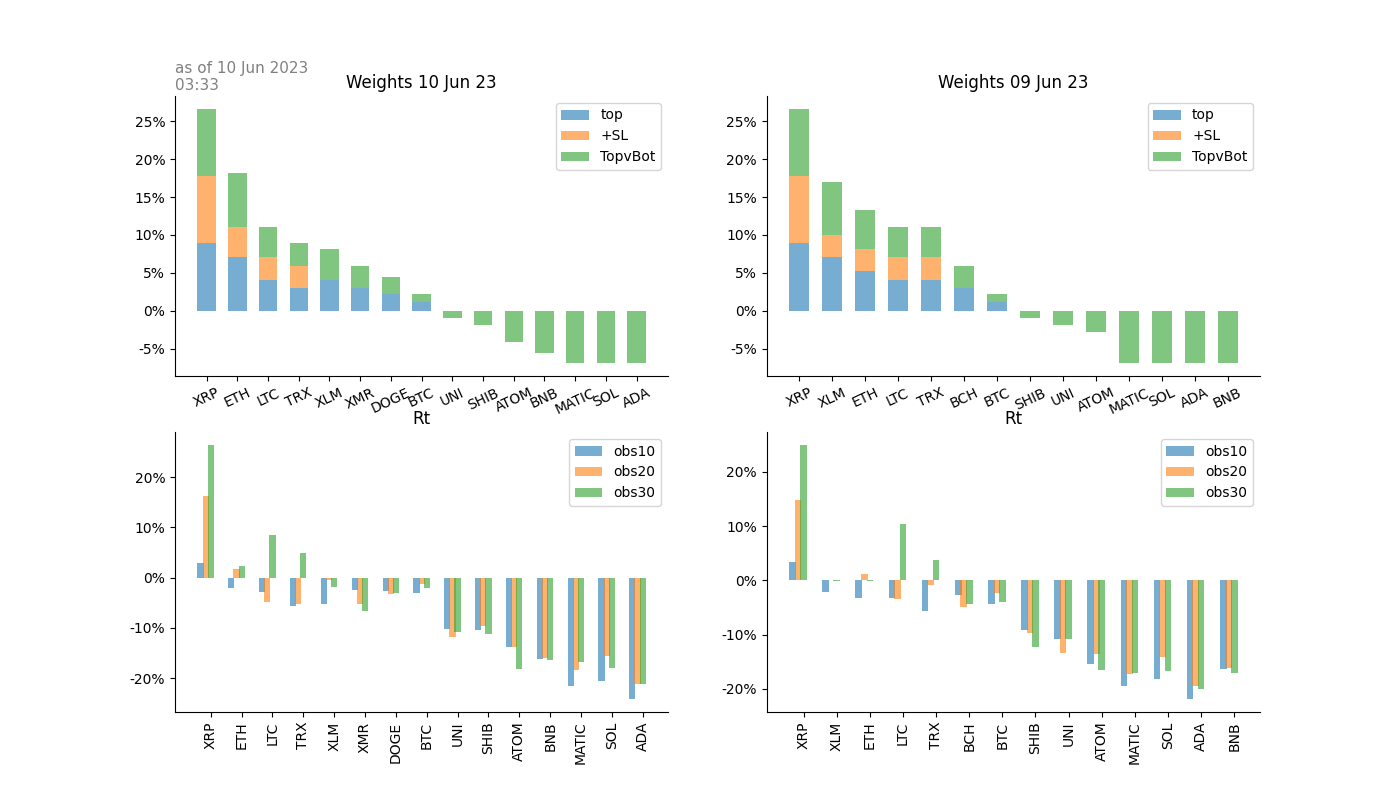 as of 10 Jun 2023
03:33
Weights 10 Jun 23
25%
20%
15%
10%
5%
0%
-5%
top
+SL
TopvBot
XRP ETH LTC TRX XLM XMR DOGE BTC UNI SHIB ATOM BNB MATIC SOL ADA
Weights 09 Jun 23
25%
20%
15%
10%
5%
0%
-5%
top
+SL
TopvBot
XRP XLM ETH LTC TRX BCH BTC SHIB UNI ATOM MATIC SOL ADA BNB
Rt
20%
10%
0%
-10%
-20%
obs10
obs20
obs30
XRP ETH LTC TRX XLM XMR DOGE BTC UNI SHIB ATOM BNB MATIC SOL ADA
Rt
20%
10%
0%
-10%
-20%
obs10
obs20
obs30
XRP XLM ETH LTC TRX BCH BTC SHIB UNI ATOM MATIC SOL ADA BNB